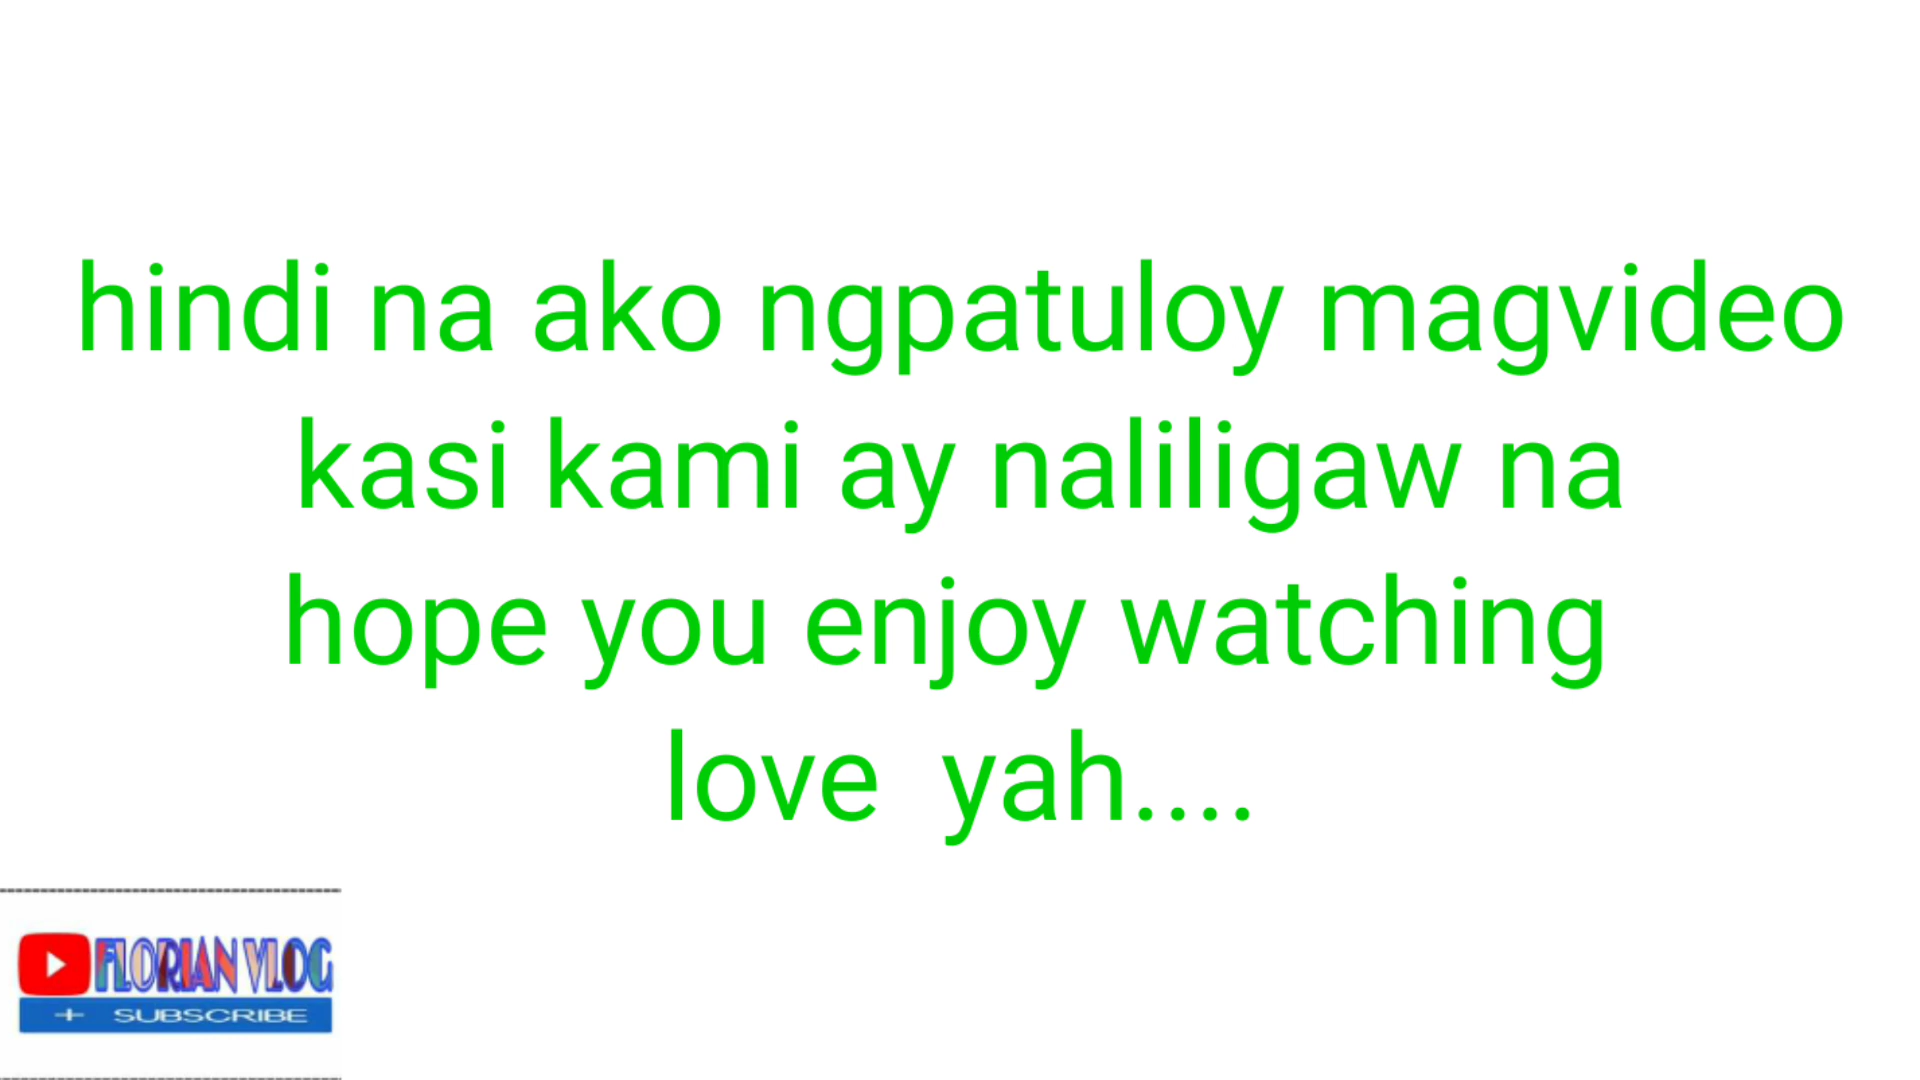 hindi na ako ngpatuloy magvideo
kasi kami ay naliligaw na
hope you enjoy watching
love yah....
FLORIAN VLOG
+ SUBSCRIBE